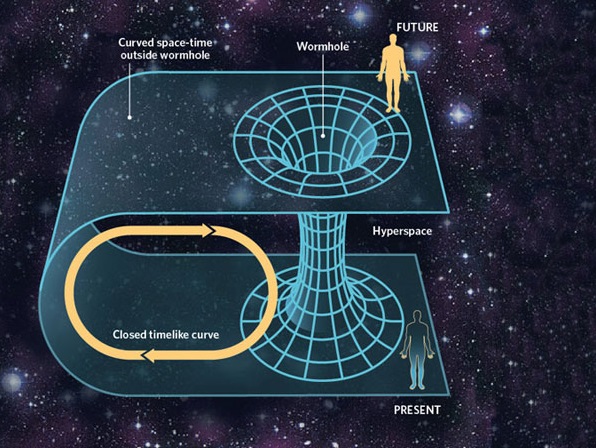 FUTURE
Curved space-time
outside wormhole
Wormhole
Hyperspace
Closed timelike curve
PRESENT